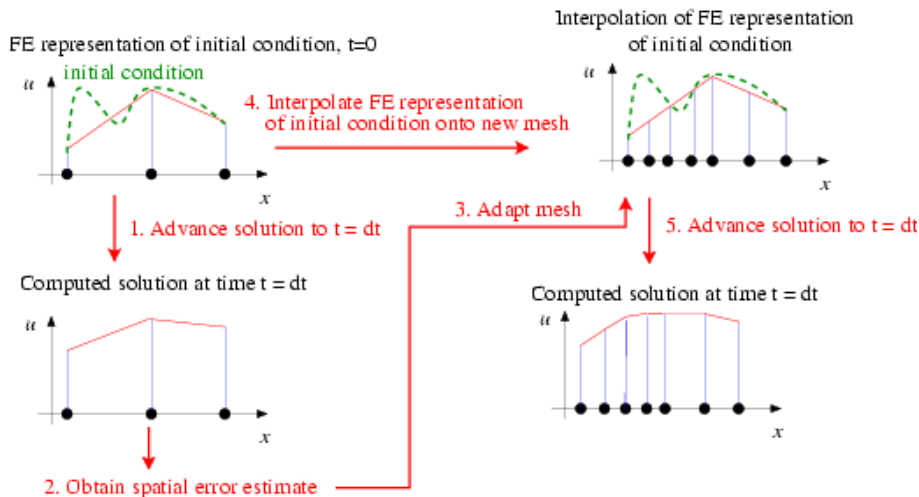 FE representation of initial condition, t=0
initial condition
u
x
4. Interpolate FE representation
of initial condition onto new mesh
Interpolation of FE representation
of initial condition
u
x
1. Advance solution to t = dt
3. Adapt mesh
5. Advance solution to t = dt
Computed solution at time t = dt
u
x
Computed solution at time t = dt
u
x
2. Obtain spatial error estimate